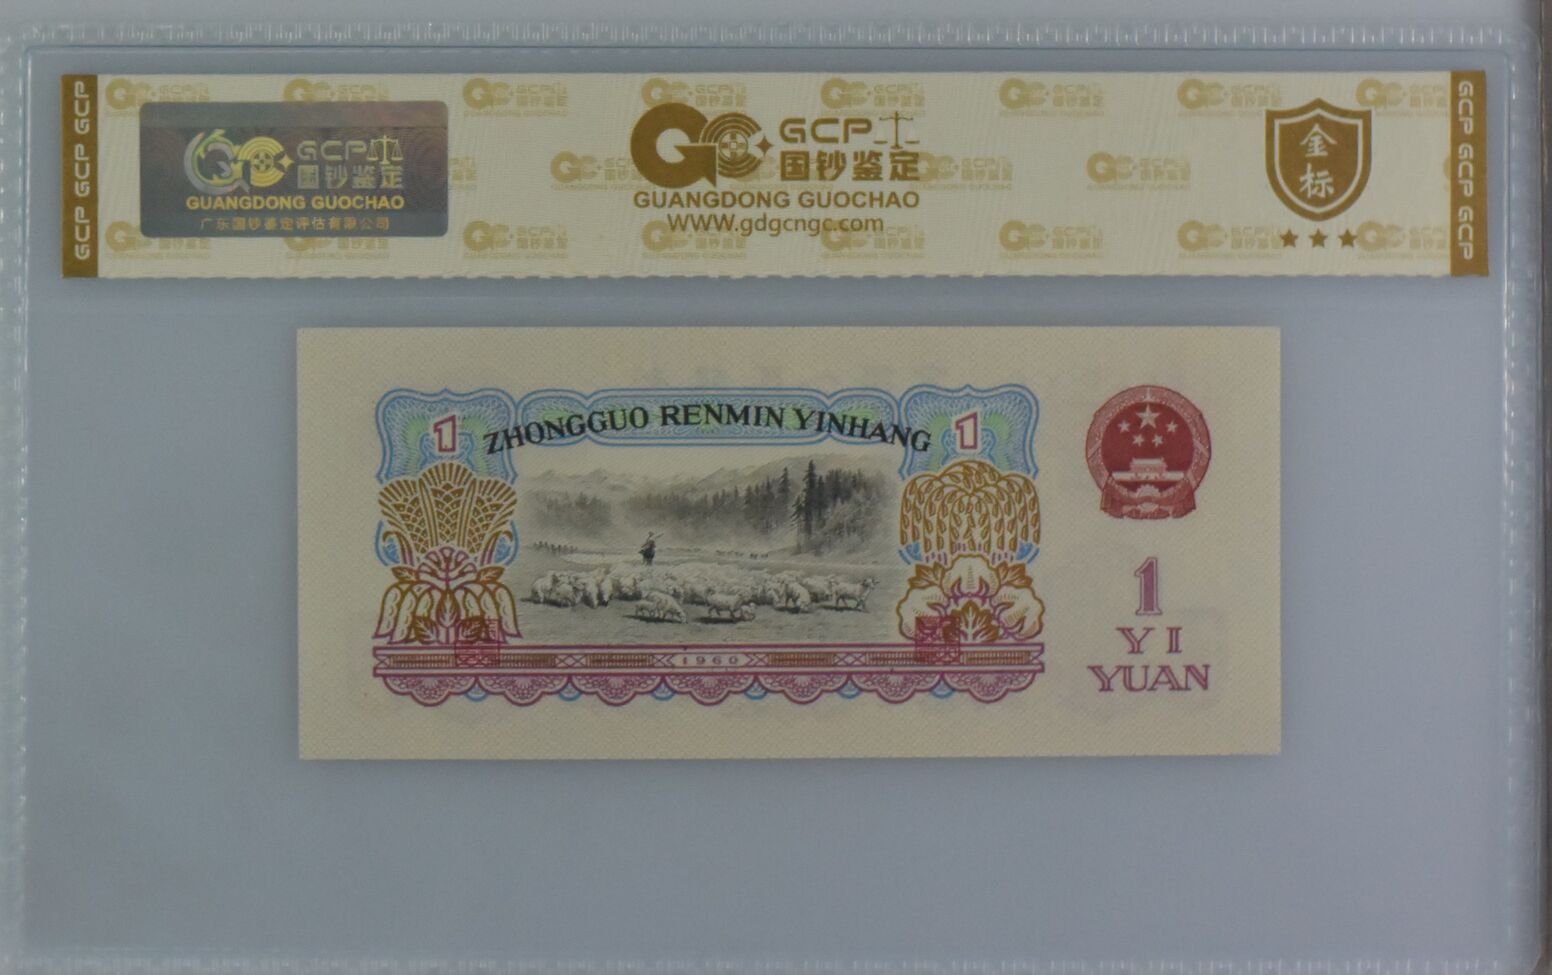 GCP GCP GCP
GCP
国钞鉴定
GUANGDONG GUOCHAO
广东国钞鉴定评估有限公司
GCP
国钞鉴定
GUANGDONG GUOCHAO
WWW.gdgcngc.com
金
标
GCP GCP GCP
ZHONGGUO RENMIN YINHANG
1
1
1960
1
YI
YUAN